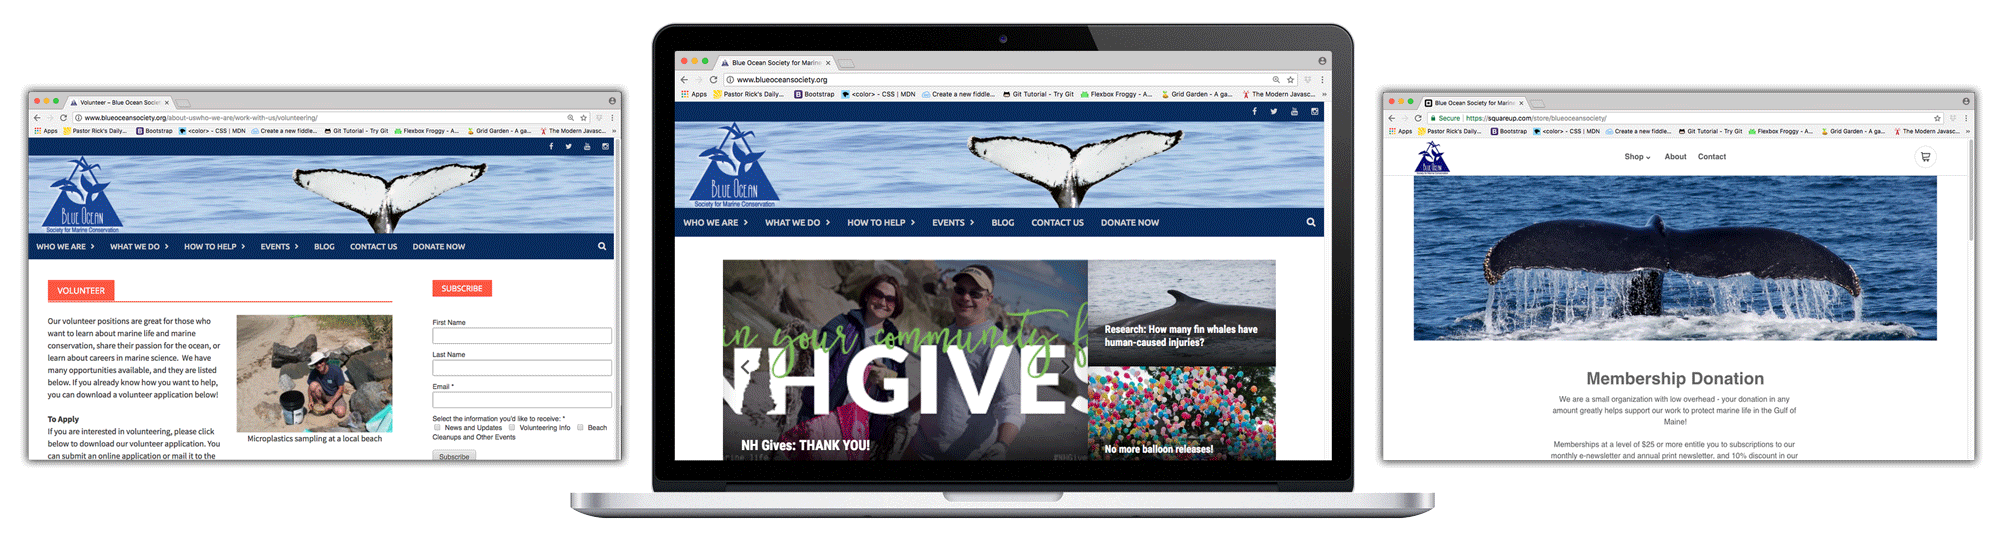 Volunteer – Blue Ocean Societ
www.blueoceansociety.org/about-uswho-we-are/work-with-us/volunteering/
Apps Pastor Rick's Daily... Bootstrap <color> - CSS | MDN Create a new fiddle... Git Tutorial - Try Git Flexbox Froggy - A... Grid Garden - A ga... The Modern Javasc... »
BLUE OCEAN
Society for Marine Conservation
WHO WE ARE WHAT WE DO HOW TO HELP EVENTS BLOG CONTACT US DONATE NOW
VOLUNTEER
Our volunteer positions are great for those who
want to learn about marine life and marine
conservation, share their passion for the ocean, or
learn about careers in marine science. We have
many opportunities available, and they are listed
below. If you already know how you want to help,
you can download a volunteer application below!
To Apply
If you are interested in volunteering, please click
below to download our volunteer application. You
can submit an online application or mail it to the
Microplastics sampling at a local beach
SUBSCRIBE
First Name
Last Name
Email *
Select the information you'd like to receive: *
News and Updates Volunteering Info Beach
Cleanups and Other Events
Subscribe
Blue Ocean Society for Marine
www.blueoceansociety.org
Apps Pastor Rick's Daily... Bootstrap <color> - CSS | MDN Create a new fiddle... Git Tutorial - Try Git Flexbox Froggy - A... Grid Garden - A ga... The Modern Javasc... »
BLUE OCEAN
Society for Marine Conservation
WHO WE ARE WHAT WE DO HOW TO HELP EVENTS BLOG CONTACT US DONATE NOW
in your community f
NH GIVES
NH Gives: THANK YOU!
Research: How many fin whales have
human-caused injuries?
No more balloon releases!
Blue Ocean Society for Marine
Secure https://squareup.com/store/blueoceansociety/
Apps Pastor Rick's Daily... Bootstrap <color> - CSS | MDN Create a new fiddle... Git Tutorial - Try Git Flexbox Froggy - A... Grid Garden - A ga... The Modern Javasc... »
Shop About Contact
Membership Donation
We are a small organization with low overhead - your donation in any
amount greatly helps support our work to protect marine life in the Gulf of
Maine!
Memberships at a level of $25 or more entitle you to subscriptions to our
monthly e-newsletter and annual print newsletter, and 10% discount in our